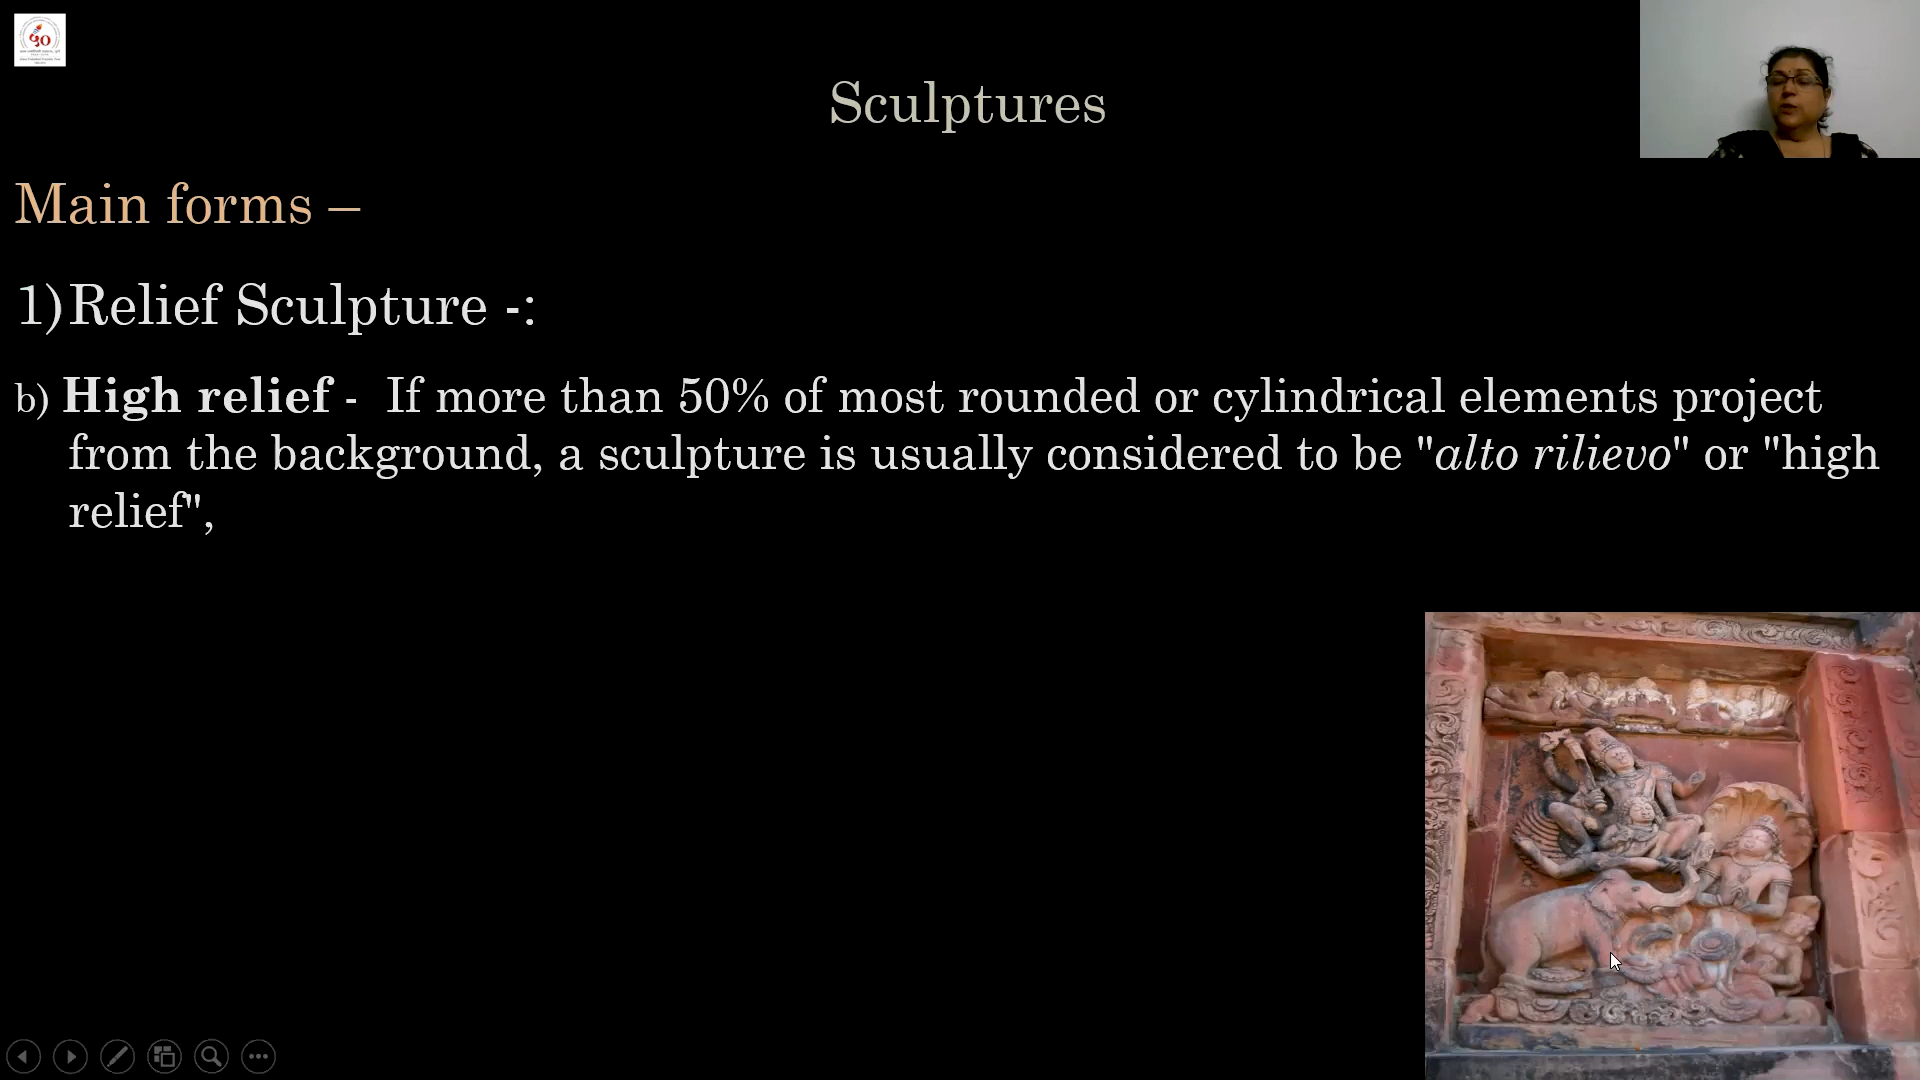 Sculptures
Main forms –
1)Relief Sculpture -:
b) High relief -  If more than 50% of most rounded or cylindrical elements project
from the background, a sculpture is usually considered to be "alto rilievo" or "high
relief",